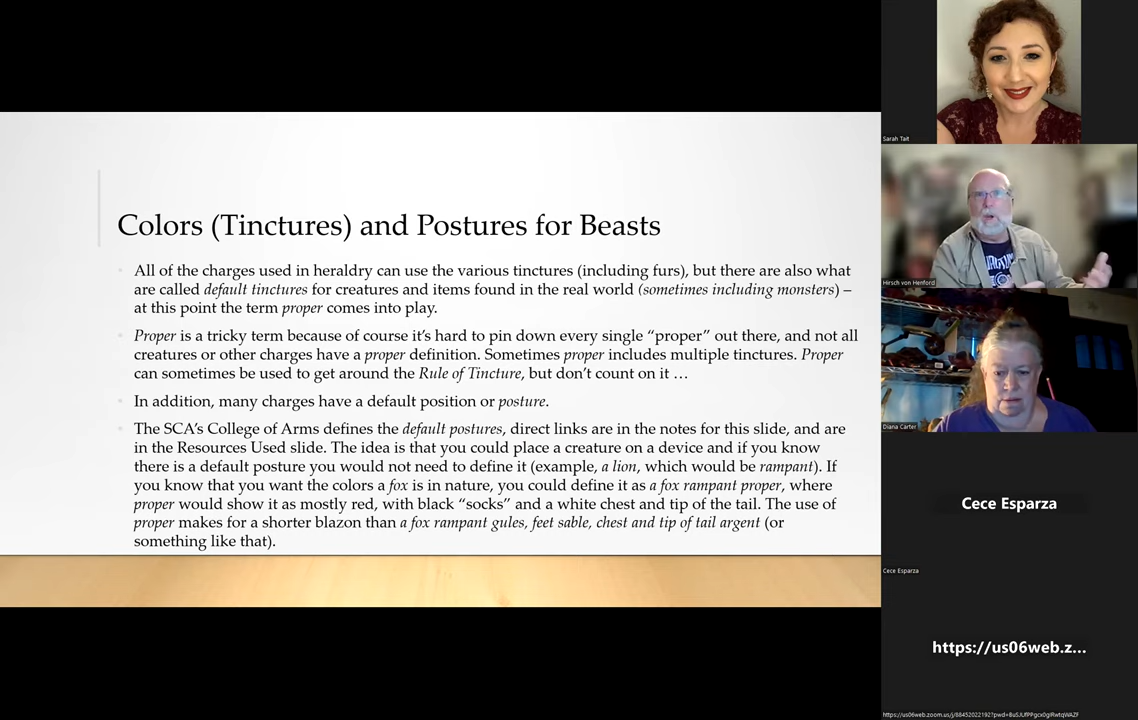 Colors (Tinctures) and Postures for Beasts
All of the charges used in heraldry can use the various tinctures (including furs), but there are also what
are called default tinctures for creatures and items found in the real world (sometimes including monsters) –
at this point the term proper comes into play.
Proper is a tricky term because of course it's hard to pin down every single “proper” out there, and not all
creatures or other charges have a proper definition. Sometimes proper includes multiple tinctures. Proper
can sometimes be used to get around the Rule of Tincture, but don't count on it …
In addition, many charges have a default position or posture.
The SCA's College of Arms defines the default postures, direct links are in the notes for this slide, and are
in the Resources Used slide. The idea is that you could place a creature on a device and if you know
there is a default posture you would not need to define it (example, a lion, which would be rampant). If
you know that you want the colors a fox is in nature, you could define it as a fox rampant proper, where
proper would show it as mostly red, with black “socks” and a white chest and tip of the tail. The use of
proper makes for a shorter blazon than a fox rampant gules, feet sable, chest and tip of tail argent (or
something like that).
Sarah Tait
Hirsch von Henford
Diana Carter
Cece Esparza
Cece Esparza
https://us06web.z...